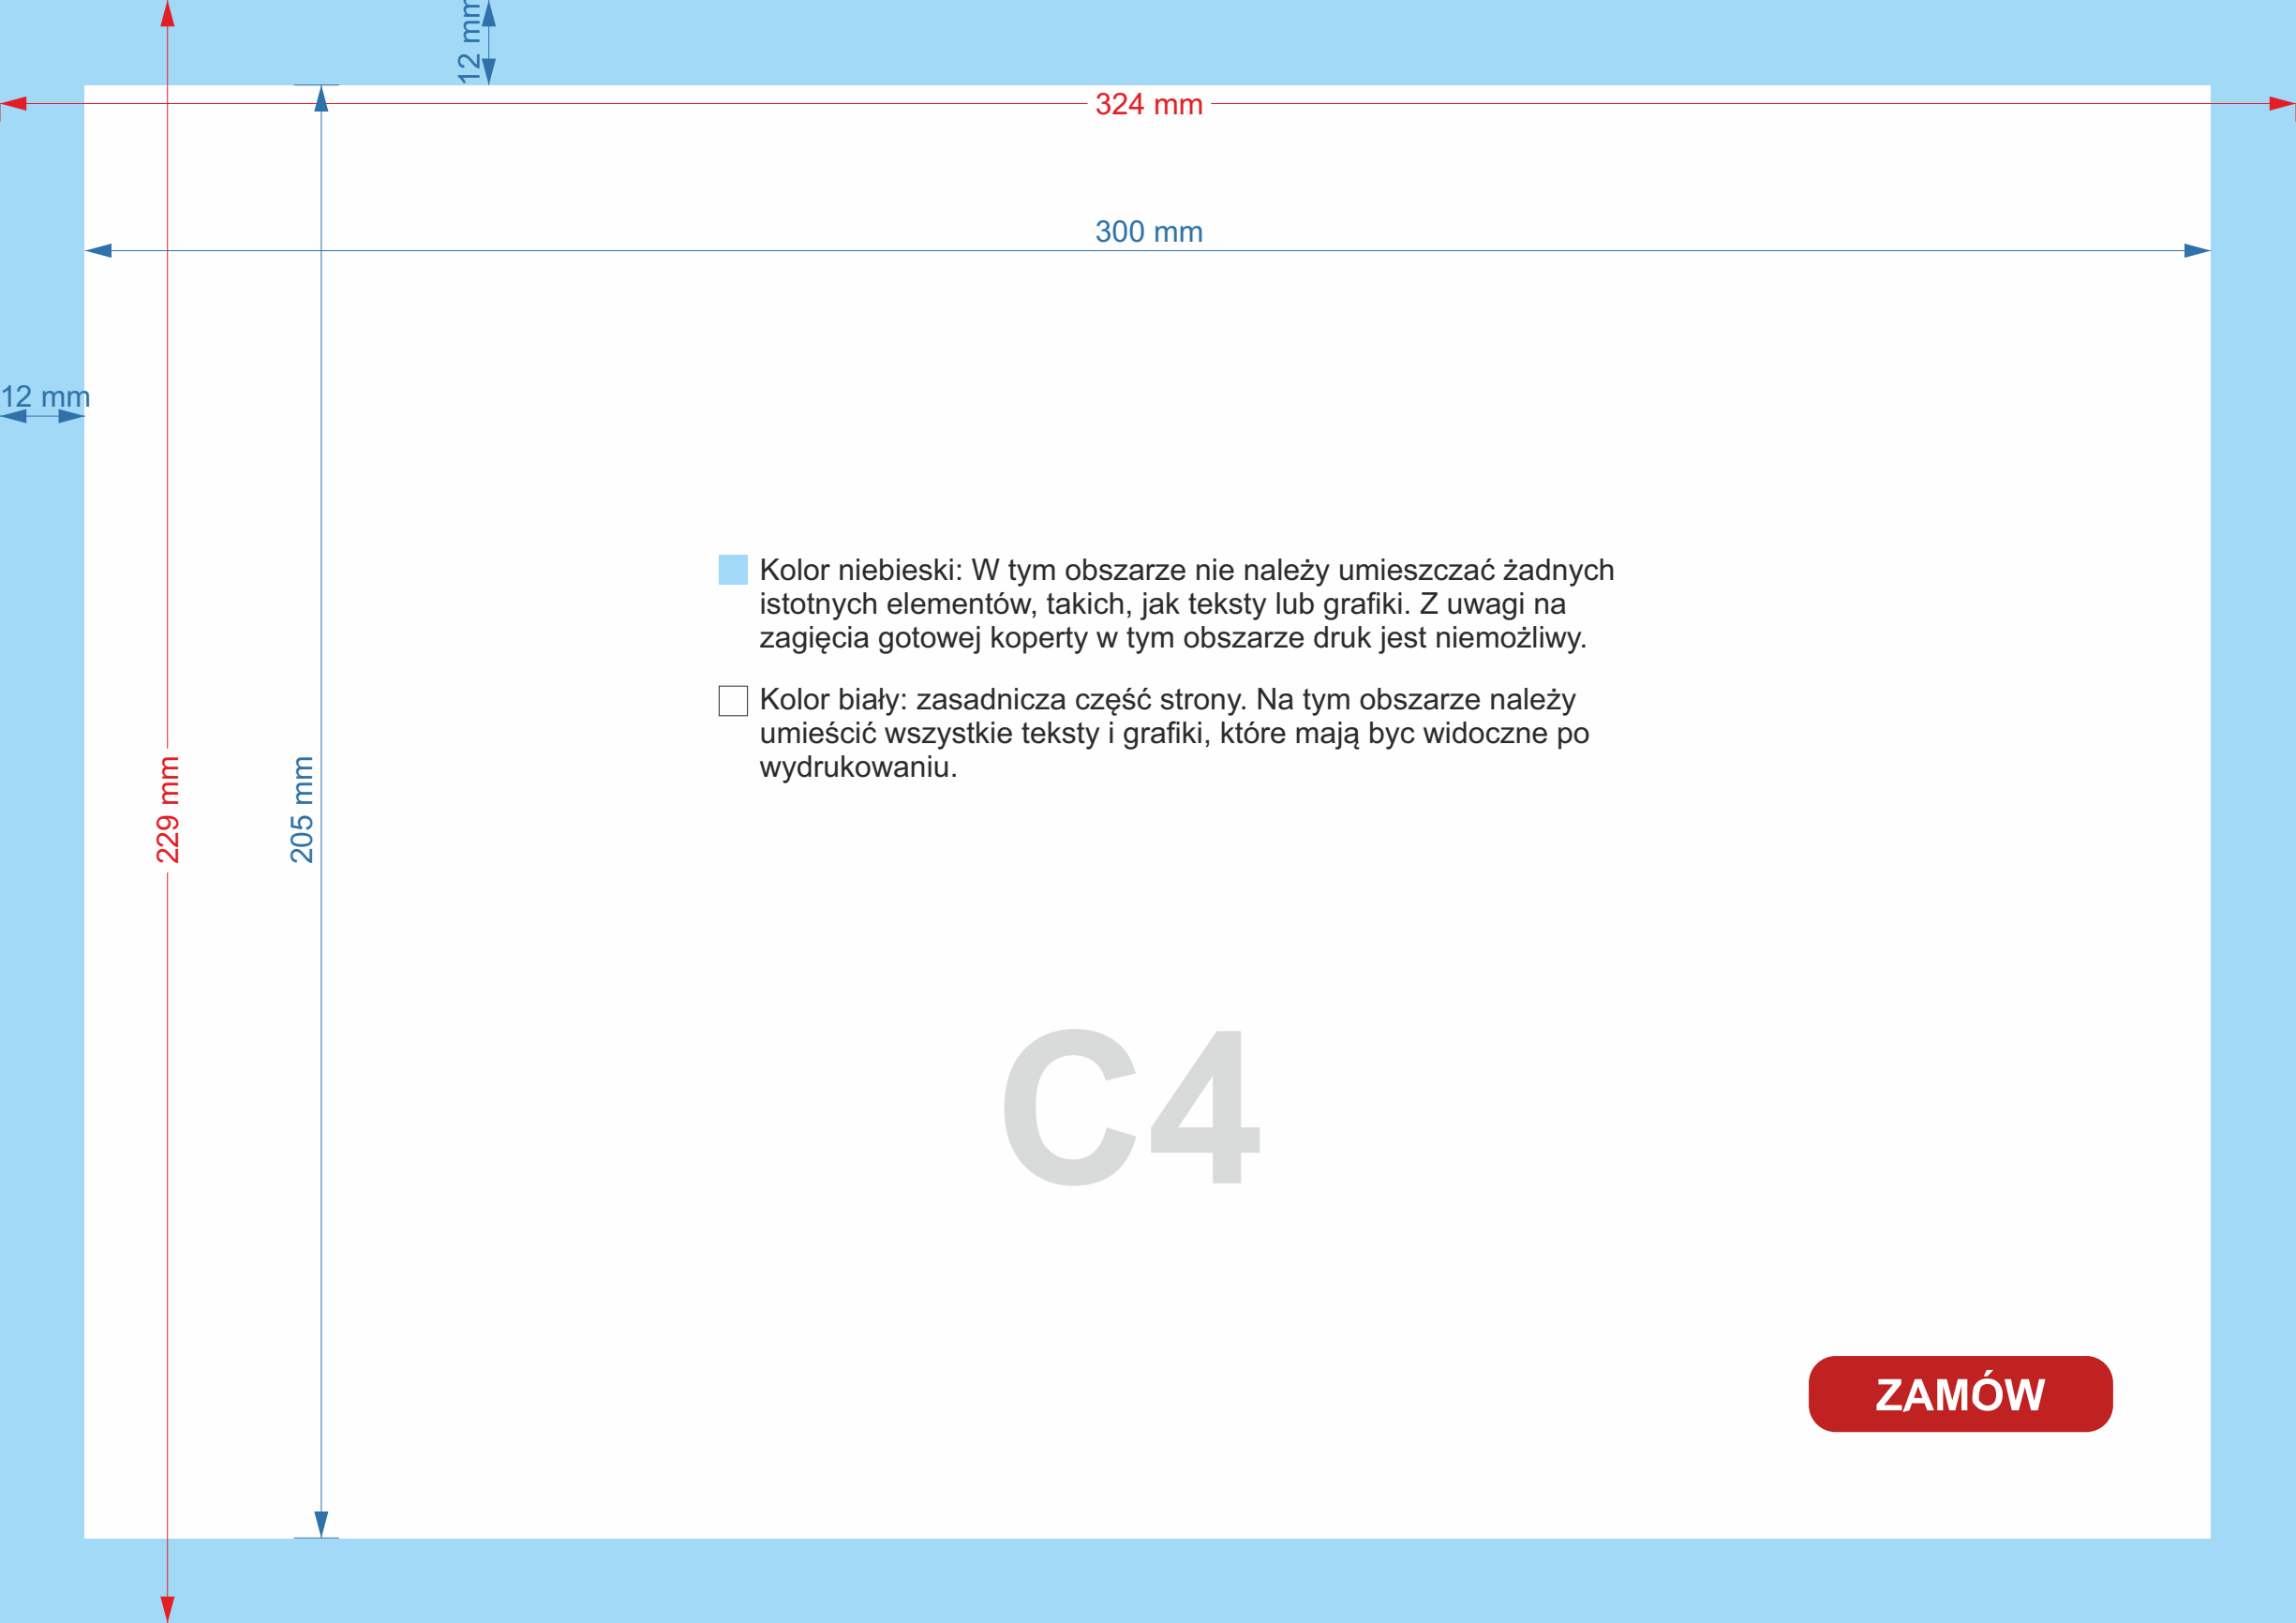 12 mm
324 mm
300 mm
12 mm
Kolor niebieski: W tym obszarze nie należy umieszczać żadnych
istotnych elementów, takich, jak teksty lub grafiki. Z uwagi na
zagięcia gotowej koperty w tym obszarze druk jest niemożliwy.
Kolor biały: zasadnicza część strony. Na tym obszarze należy
umieścić wszystkie teksty i grafiki, które mają byc widoczne po
wydrukowaniu.
229 mm
205 mm
C4
ZAMÓW